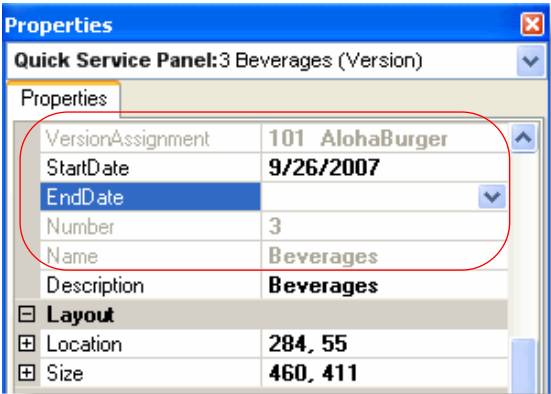 Properties
Quick Service Panel:3 Beverages (Version)
Properties
VersionAssignment 101 AlohaBurger
StartDate 9/26/2007
EndDate
Number 3
Name Beverages
Description Beverages
Layout
Location 284, 55
Size 460, 411